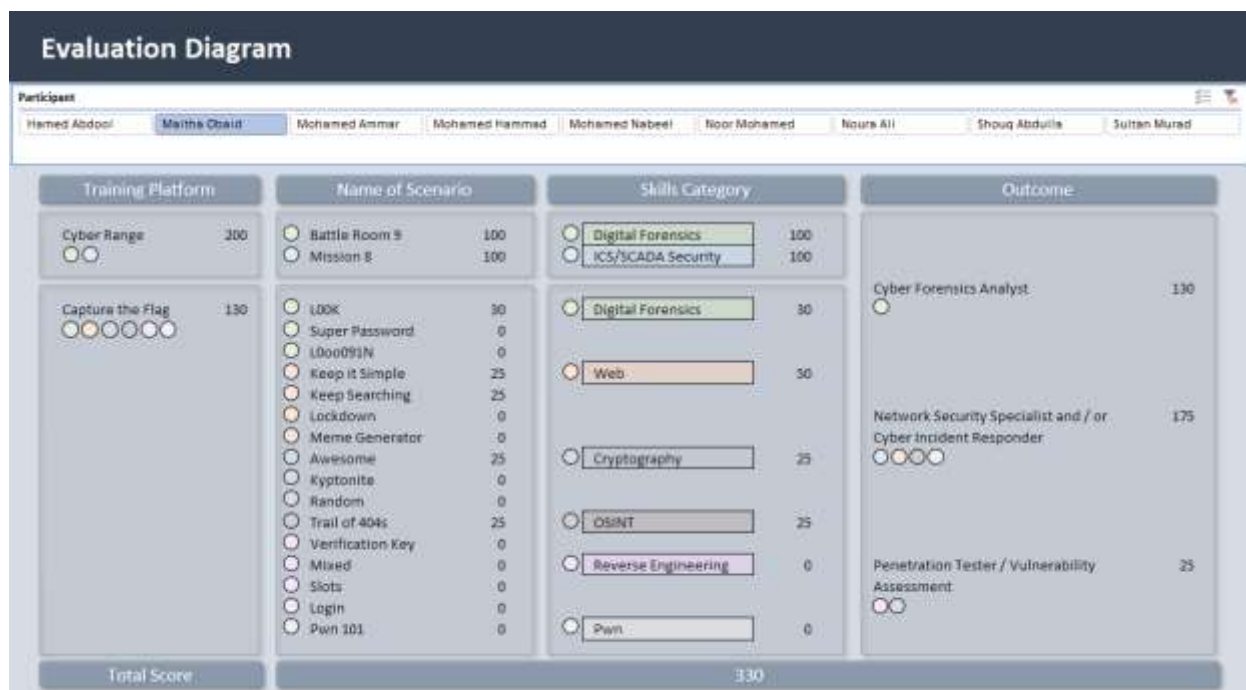 Evaluation Diagram
Participant
Hamed Abdool Maitha Obaid Mohamed Ammar Mohamed Hammad Mohamed Nabeel Noor Mohamed Noura Ali Shouq Abdulla Sultan Murad
Training Platform Name of Scenario Skills Category Outcome
Cyber Range 200
Battle Room 9 100
Mission 8 100
Digital Forensics 100
ICS/SCADA Security 100
Capture the Flag 130
L00K 30
Super Password 0
L0oo091N 0
Keep it Simple 25
Keep Searching 25
Lockdown 0
Meme Generator 0
Awesome 25
Kyptonite 0
Random 0
Trail of 404s 25
Verification Key 0
Mixed 0
Slots 0
Login 0
Pwn 101 0
Digital Forensics 30
Web 50
Cryptography 25
OSINT 25
Reverse Engineering 0
Pwn 0
Cyber Forensics Analyst 130
Network Security Specialist and / or 175
Cyber Incident Responder
Penetration Tester / Vulnerability 25
Assessment
Total Score 330